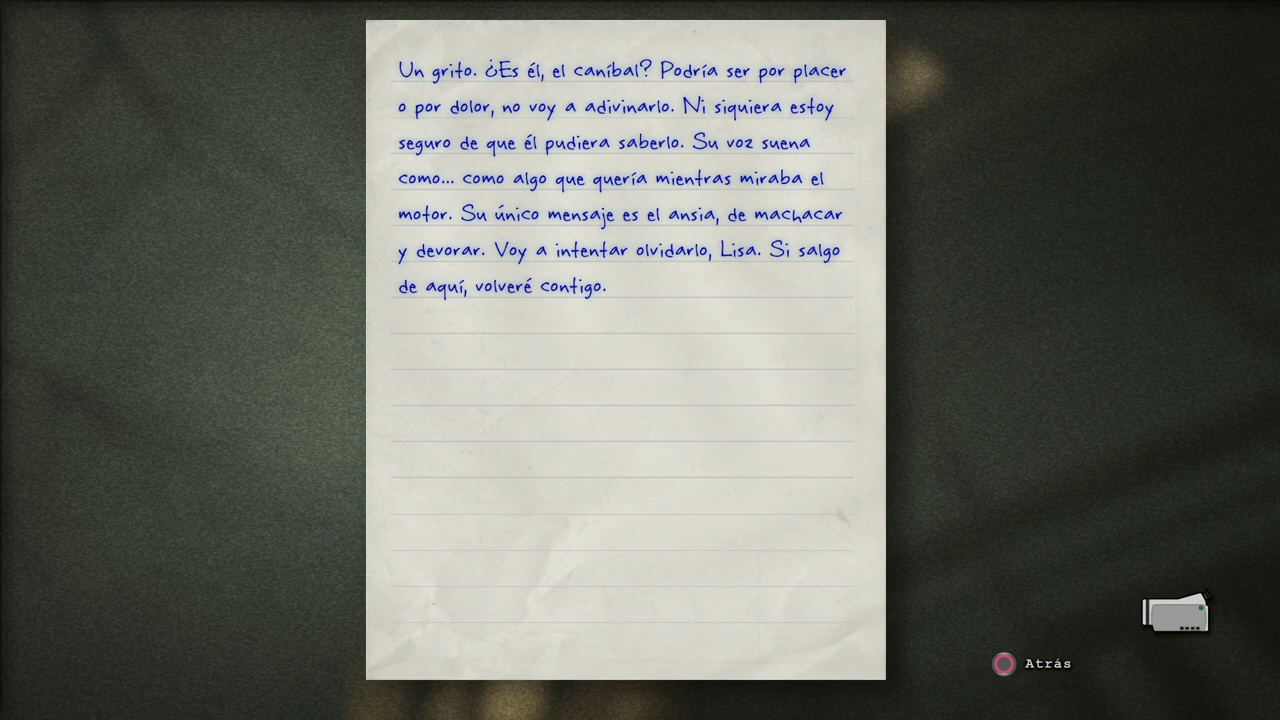 Un grito. ¿Es él, el caníbal? Podría ser por placer
o por dolor, no voy a adivinarlo. Ni siquiera estoy
seguro de que él pudiera saberlo. Su voz suena
como... como algo que quería mientras miraba el
motor. Su único mensaje es el ansia, de machacar
y devorar. Voy a intentar olvidarlo, Lisa. Si salgo
de aquí, volveré contigo.
Atrás